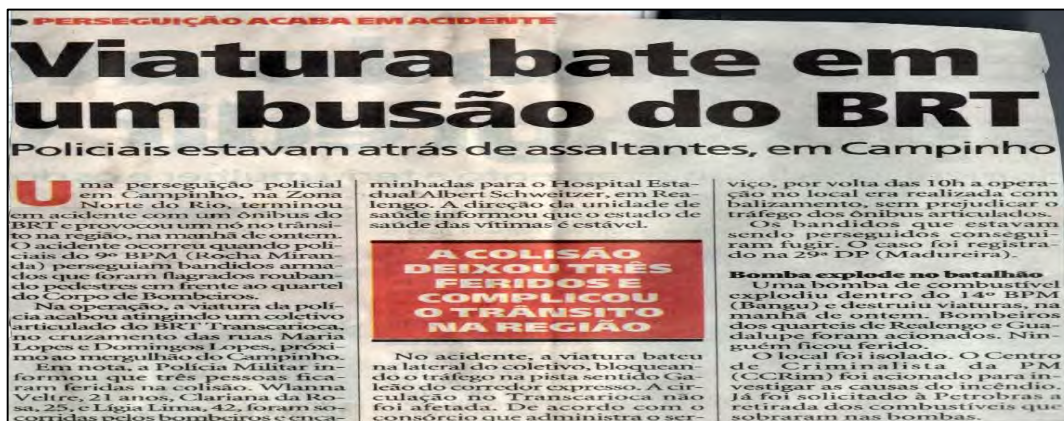 • PERSEGUIÇÃO ACABA EM ACIDENTE
Viatura bate em
um busão do BRT
Policiais estavam atrás de assaltantes, em Campinho
Uma perseguição policial
em Campinho, na Zona
Norte do Rio, terminou
em acidente com um ônibus do
BRT e provocou um nó no trânsi-
to na região, na manhã de ontem.
O acidente ocorreu quando poli-
ciais do 9º BPM (Rocha Miran-
da) perseguiam bandidos arma-
dos que foram flagrados rouban-
do pedestres em frente ao quartel
do Corpo de Bombeiros.
Na operação, a viatura da polí-
cia acabou atingindo um coletivo
articulado do BRT Transcarioca,
no cruzamento das ruas Maria
Lopes e Domingos Lopes, próxi-
mo o mergulhão do Campinho.
Em nota, a Polícia Militar in-
formou que três pessoas fica-
ram feridas na colisão. Vlamna
Veltre, 21 anos, Clariana da Ro-
sa, 25, e Lígia Lima, 42, foram so-
corridas pelos bombeiros e enca-
minhadas para o Hospital Esta-
dual Albert Schweitzer, em Rea-
lengo. A direção da unidade de
saúde informou que o estado de
saúde das vítimas é estável.
A COLISÃO
DEIXOU TRÊS
FERIDOS E
COMPLICOU
O TRÂNSITO
NA REGIÃO
No acidente, a viatura bateu
na lateral do coletivo, bloquean-
do o tráfego na pista sentido Ga-
leão do corredor expresso. A cir-
culação no Transcarioca não
foi afetada. De acordo com o
consórcio que administra o ser-
viço, por volta das 10h a opera-
ção no local era realizada com
balizamento, sem prejudicar o
tráfego dos ônibus articulados.
Os bandidos que estavam
sendo perseguidos consegui-
ram fugir. O caso foi registra-
do na 29ª DP (Madureira).
Bomba explode no batalhão
Uma bomba de combustível
explodiu dentro do 14º BPM
(Bangu) e destruiu viaturas, na
manhã de ontem. Bombeiros
dos quarteis de Realengo e Gua-
dalupe foram acionados. Nin-
guém ficou ferido.
O local foi isolado. O Centro
de Criminalista da PM
(CCRim) foi acionado para in-
vestigar as causas do incêndio.
Já foi solicitado à Petrobras a
retirada dos combustíveis que
sobraram nas bombas.